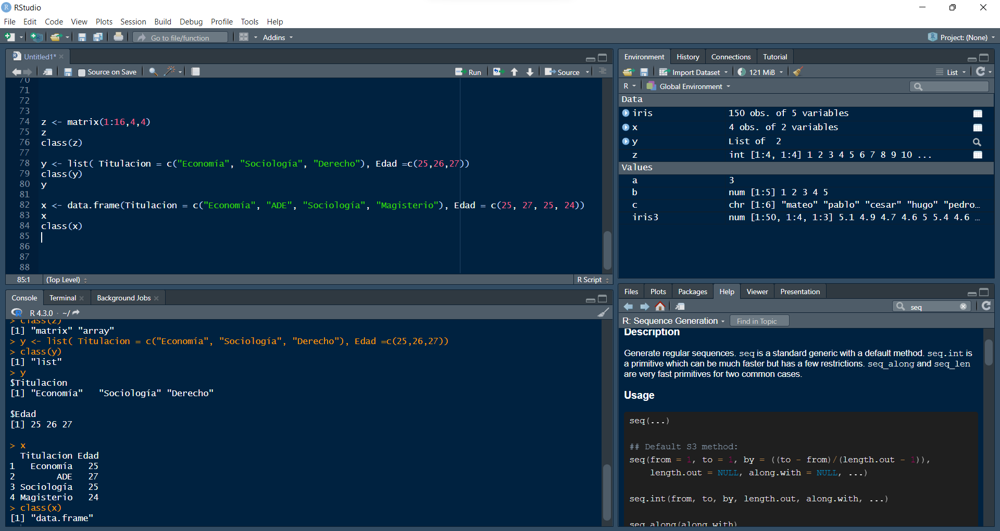 RStudio
File Edit Code View Plots Session Build Debug Profile Tools Help
Go to file/function Addins Project: (None)
Untitled1*
Source on Save Run Source
70
71
72
73
74 z <- matrix(1:16,4,4)
75 z
76 class(z)
77
78 y <- list( Titulacion = c("Economía", "Sociología", "Derecho"), Edad =c(25,26,27))
79 class(y)
80 y
81
82 x <- data.frame(Titulacion = c("Economía", "ADE", "Sociología", "Magisterio"), Edad = c(25, 27, 25, 24))
83 x
84 class(x)
85
86
87
88
85:1 (Top Level) R Script
Console Terminal Background Jobs
R 4.3.0 · ~/
> class(z)
[1] "matrix" "array"
> y <- list( Titulacion = c("Economía", "Sociología", "Derecho"), Edad =c(25,26,27))
> class(y)
[1] "list"
> y
$Titulacion
[1] "Economía"   "Sociología" "Derecho"
$Edad
[1] 25 26 27
> x
Titulacion Edad
1 Economía 25
2 ADE 27
3 Sociología 25
4 Magisterio 24
> class(x)
[1] "data.frame"
Environment History Connections Tutorial
Import Dataset 121 MiB List
R Global Environment
Data
iris 150 obs. of 5 variables
x 4 obs. of 2 variables
y List of 2
z int [1:4, 1:4] 1 2 3 4 5 6 7 8 9 10 ...
Values
a 3
b num [1:5] 1 2 3 4 5
c chr [1:6] "mateo" "pablo" "cesar" "hugo" "pedro…
iris3 num [1:50, 1:4, 1:3] 5.1 4.9 4.7 4.6 5 5.4 4.6 …
Files Plots Packages Help Viewer Presentation
seq
R: Sequence Generation Find in Topic
Description
Generate regular sequences. seq is a standard generic with a default method. seq.int is
a primitive which can be much faster but has a few restrictions. seq_along and seq_len
are very fast primitives for two common cases.
Usage
seq(...)
## Default S3 method:
seq(from = 1, to = 1, by = ((to - from)/(length.out - 1)),
length.out = NULL, along.with = NULL, ...)
seq.int(from, to, by, length.out, along.with, ...)
seq_along(along.with)